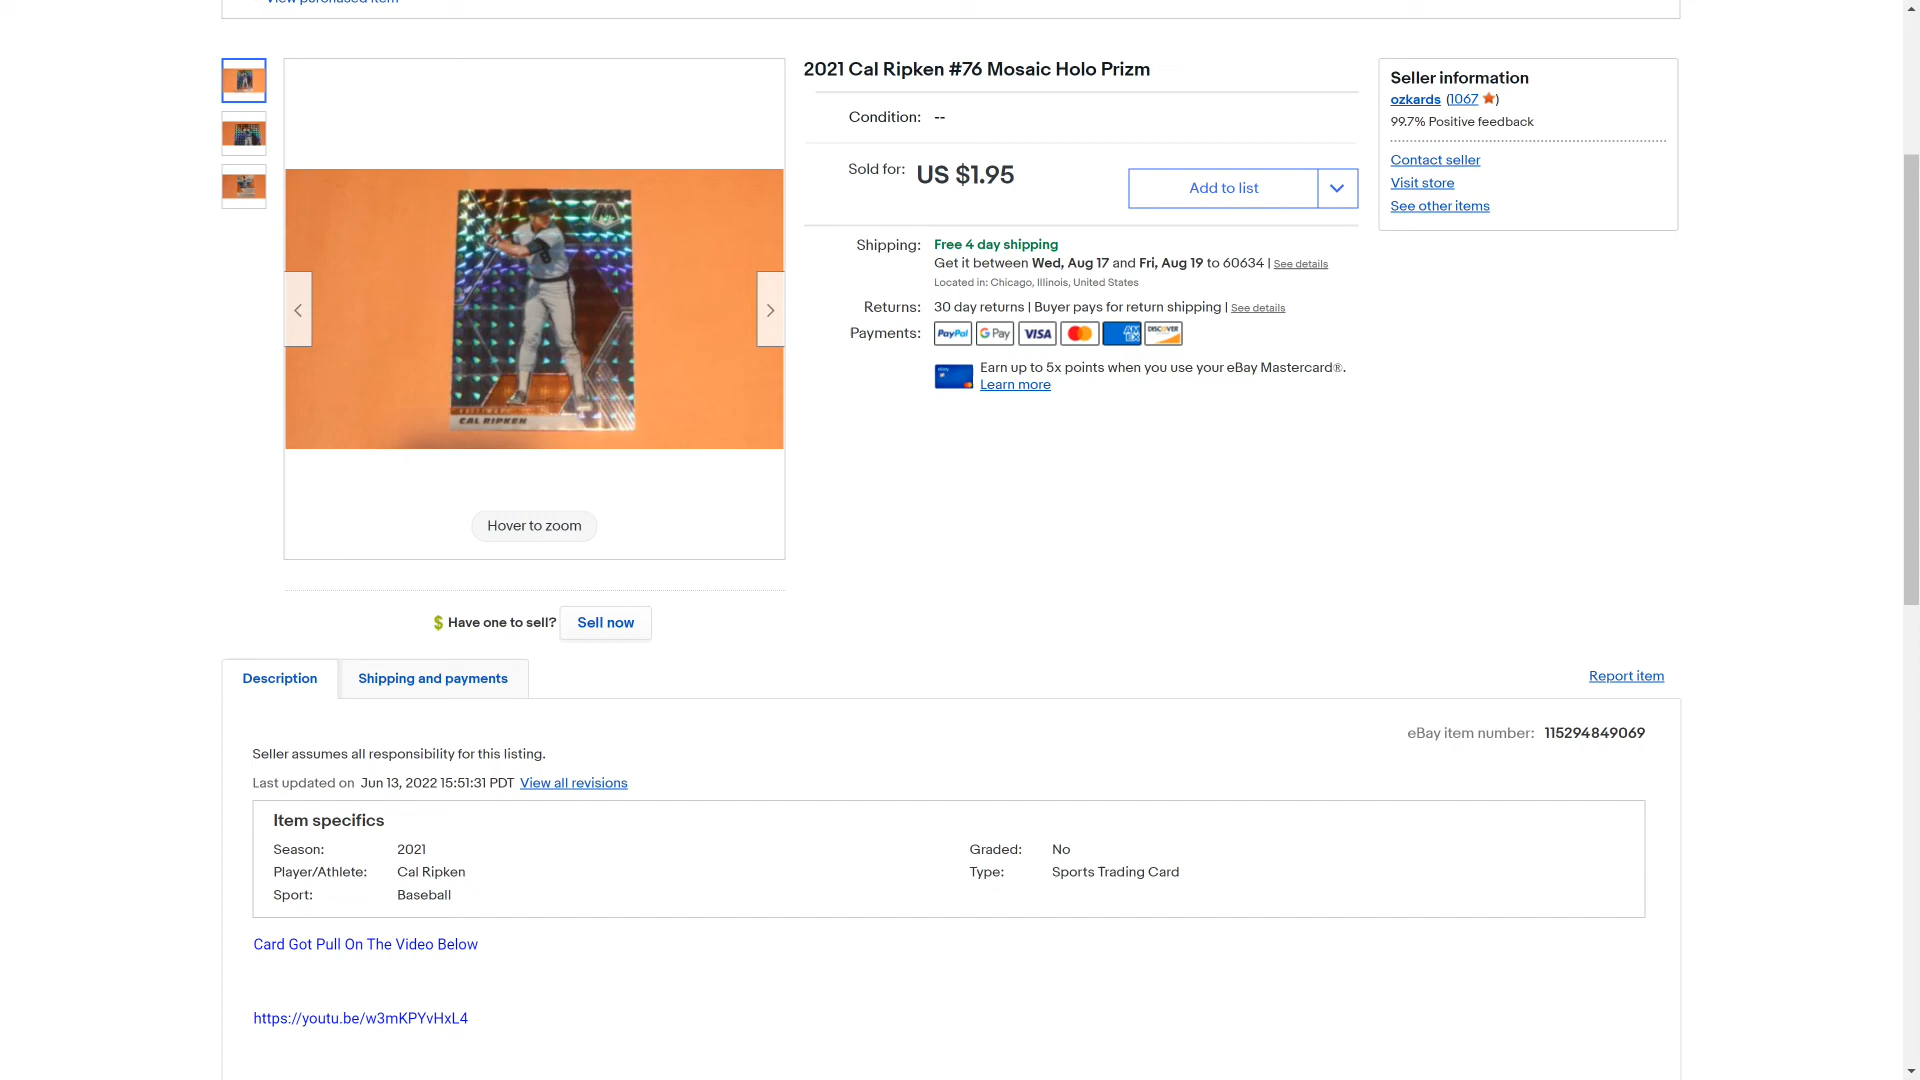 2021 Cal Ripken #76 Mosaic Holo Prizm
Condition: --
Sold for: US $1.95
Add to list
Shipping: Free 4 day shipping
Get it between Wed, Aug 17 and Fri, Aug 19 to 60634 | See details
Located in: Chicago, Illinois, United States
Returns: 30 day returns | Buyer pays for return shipping | See details
Payments: PayPal G Pay VISA AM EX DISCOVER
Earn up to 5x points when you use your eBay Mastercard®.
Learn more
Seller information
ozkards (1067 )
99.7% Positive feedback
Contact seller
Visit store
See other items
8
CAL RIPKEN
Hover to zoom
Have one to sell? Sell now
Description
Shipping and payments
Report item
eBay item number: 115294849069
Seller assumes all responsibility for this listing.
Last updated on Jun 13, 2022 15:51:31 PDT View all revisions
Item specifics
Season: 2021
Graded: No
Player/Athlete: Cal Ripken
Type: Sports Trading Card
Sport: Baseball
Card Got Pull On The Video Below
https://youtu.be/w3mKPYvHxL4